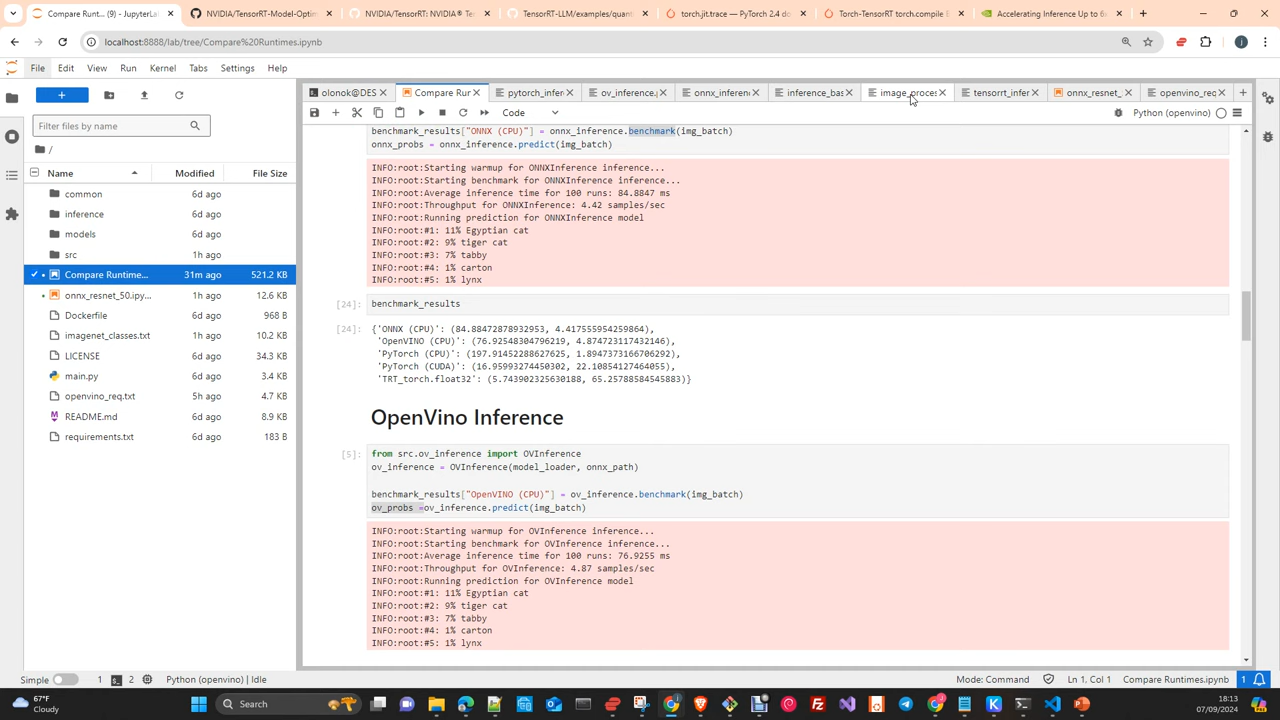 Compare Run... (9) - JupyterLab
NVIDIA/TensorRT-Model-Optim
NVIDIA/TensorRT: NVIDIA® Te
TensorRT-LLM/examples/quant
torch.jit.trace — PyTorch 2.4 do
Torch-TensorRT torch.compile B
Accelerating Inference Up to 6x
localhost:8888/lab/tree/Compare%20Runtimes.ipynb
File Edit View Run Kernel Tabs Settings Help
olonok@DES
Compare Rur
pytorch_infer
ov_inference.p
onnx_inferen
inference_bas
image_proces
tensorrt_infer
onnx_resnet_
openvino_req
Code
Python (openvino)
Filter files by name
/
Name Modified File Size
common 6d ago
inference 6d ago
models 6d ago
src 1h ago
Compare Runtime... 31m ago 521.2 KB
onnx_resnet_50.ipy... 1h ago 12.6 KB
Dockerfile 6d ago 968 B
imagenet_classes.txt 1h ago 10.2 KB
LICENSE 6d ago 34.3 KB
main.py 6d ago 3.4 KB
openvino_req.txt 5h ago 4.7 KB
README.md 6d ago 8.9 KB
requirements.txt 6d ago 183 B
benchmark_results["ONNX (CPU)"] = onnx_inference.benchmark(img_batch)
onnx_probs = onnx_inference.predict(img_batch)
INFO:root:Starting warmup for ONNXInference inference...
INFO:root:Starting benchmark for ONNXInference inference...
INFO:root:Average inference time for 100 runs: 84.8847 ms
INFO:root:Throughput for ONNXInference: 4.42 samples/sec
INFO:root:Running prediction for ONNXInference model
INFO:root:#1: 11% Egyptian cat
INFO:root:#2: 9% tiger cat
INFO:root:#3: 7% tabby
INFO:root:#4: 1% carton
INFO:root:#5: 1% lynx
[24]: benchmark_results
[24]: {'ONNX (CPU)': (84.88472878932953, 4.417555954259864),
'OpenVINO (CPU)': (76.92548304796219, 4.874723117432146),
'PyTorch (CPU)': (197.91452288627625, 1.8947373166706292),
'PyTorch (CUDA)': (16.95993274450302, 22.10854127464055),
'TRT_torch.float32': (5.743902325630188, 65.25788584545883)}
OpenVino Inference
[5]: from src.ov_inference import OVInference
ov_inference = OVInference(model_loader, onnx_path)
benchmark_results["OpenVINO (CPU)"] = ov_inference.benchmark(img_batch)
ov_probs =ov_inference.predict(img_batch)
INFO:root:Starting warmup for OVInference inference...
INFO:root:Starting benchmark for OVInference inference...
INFO:root:Average inference time for 100 runs: 76.9255 ms
INFO:root:Throughput for OVInference: 4.87 samples/sec
INFO:root:Running prediction for OVInference model
INFO:root:#1: 11% Egyptian cat
INFO:root:#2: 9% tiger cat
INFO:root:#3: 7% tabby
INFO:root:#4: 1% carton
INFO:root:#5: 1% lynx
Simple 1 2 Python (openvino) | Idle Mode: Command Ln 1, Col 1 Compare Runtimes.ipynb 1
67°F
Cloudy
Search
18:13
07/09/2024